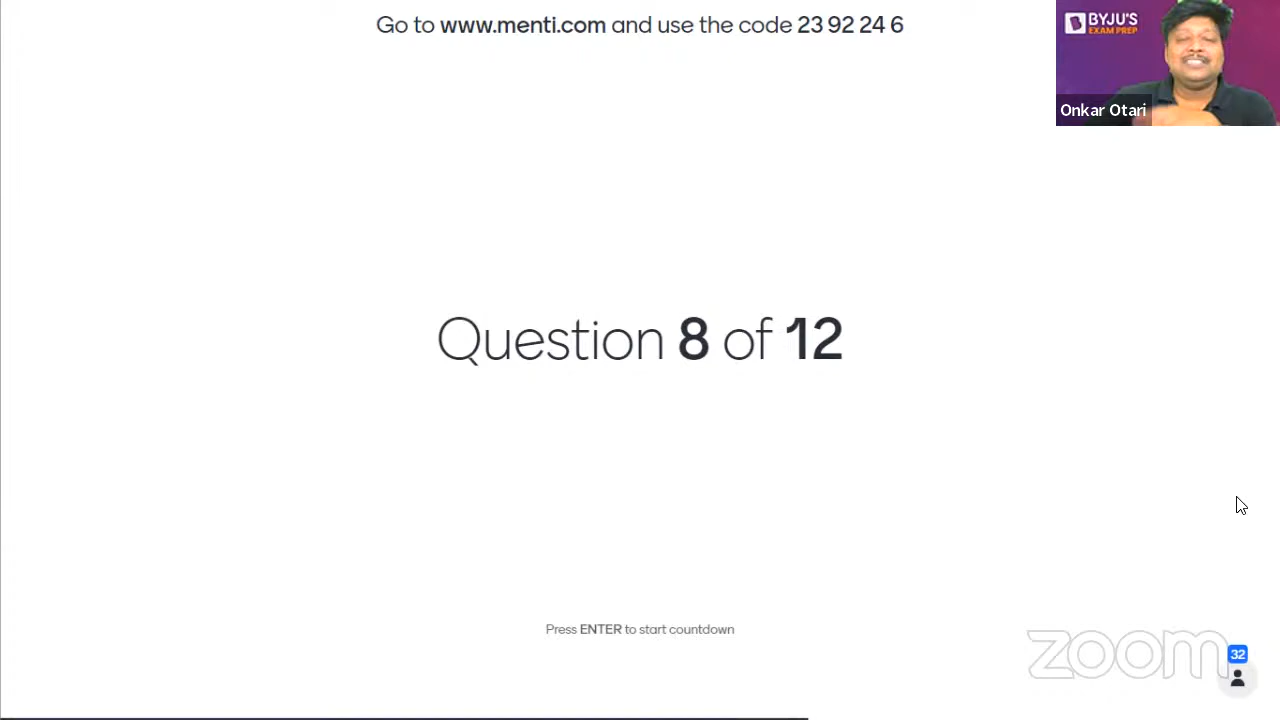 Go to www.menti.com and use the code 23 92 24 6
BYJU'S
EXAM PREP
Onkar Otari
Question 8 of 12
Press ENTER to start countdown
zoom
32